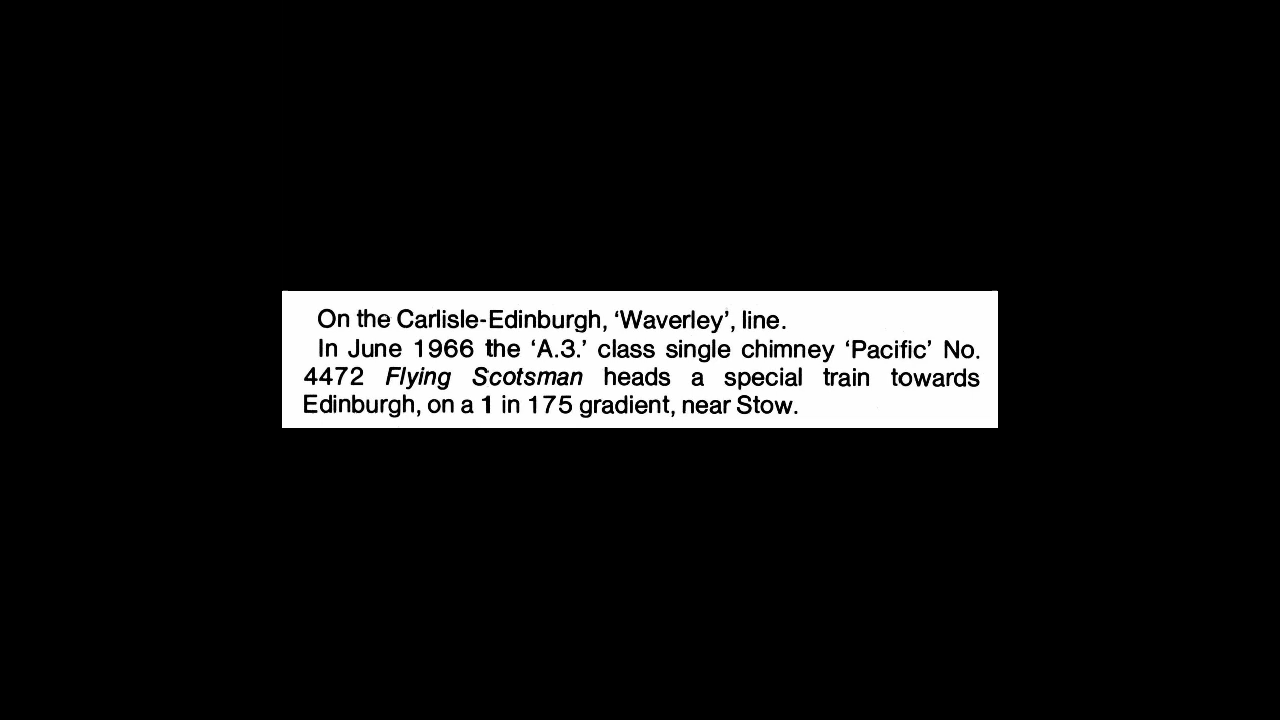 On the Carlisle-Edinburgh, ‘Waverley’, line.
In June 1966 the ‘A.3.’ class single chimney ‘Pacific’ No.
4472 Flying Scotsman heads a special train towards
Edinburgh, on a 1 in 175 gradient, near Stow.